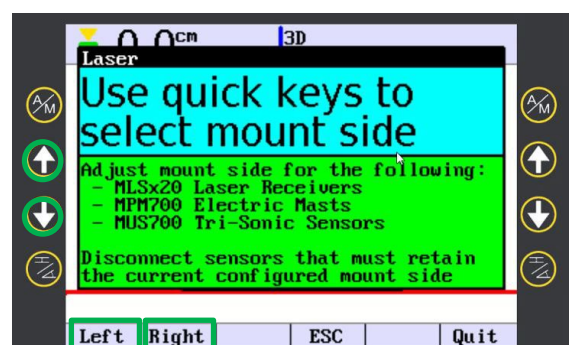 cm 3D
Laser
Use quick keys to
select mount side
Adjust mount side for the following:
- MLSx20 Laser Receivers
- MPM700 Electric Masts
- MUS700 Tri-Sonic Sensors
Disconnect sensors that must retain
the current configured mount side
A/M A/M
Left Right ESC Quit